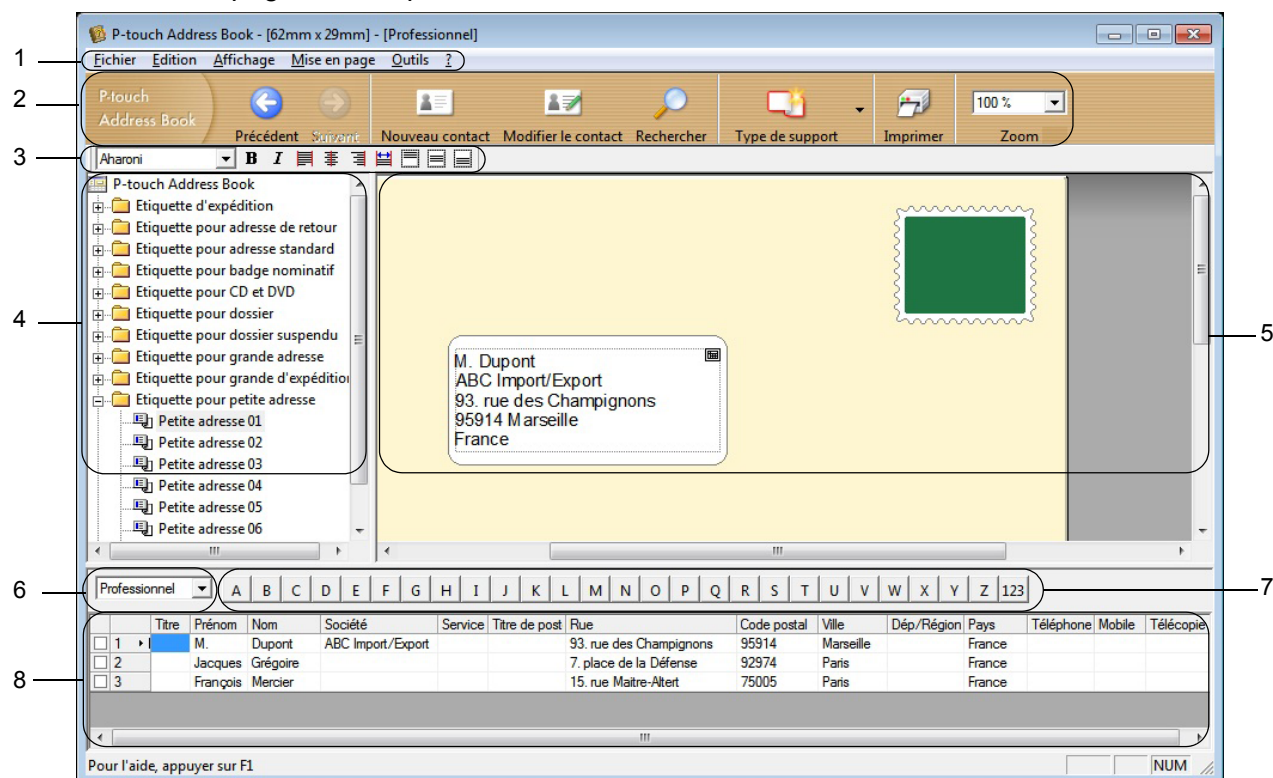 P-touch Address Book - [62mm x 29mm] - [Professionnel]
1
Fichier Edition Affichage Mise en page Outils ?
2
P-touch
Address Book
Précédent Suivant Nouveau contact Modifier le contact Rechercher Type de support Imprimer 100 % Zoom
3
Aharoni B I
P-touch Address Book
Etiquette d'expédition
Etiquette pour adresse de retour
Etiquette pour adresse standard
Etiquette pour badge nominatif
Etiquette pour CD et DVD
Etiquette pour dossier
Etiquette pour dossier suspendu
Etiquette pour grande adresse
Etiquette pour grande d'expédition
Etiquette pour petite adresse
Petite adresse 01
Petite adresse 02
Petite adresse 03
Petite adresse 04
Petite adresse 05
Petite adresse 06
4
M. Dupont
ABC Import/Export
93. rue des Champignons
95914 Marseille
France
5
6
Professionnel
A B C D E F G H I J K L M N O P Q R S T U V W X Y Z 123
7
Titre Prénom Nom Société Service Titre de post Rue Code postal Ville Dép/Région Pays Téléphone Mobile Télécopie
1 M. Dupont ABC Import/Export 93. rue des Champignons 95914 Marseille France
2 Jacques Grégoire 7. place de la Défense 92974 Paris France
3 François Mercier 15. rue Maitre-Altert 75005 Paris France
8
Pour l'aide, appuyer sur F1
NUM